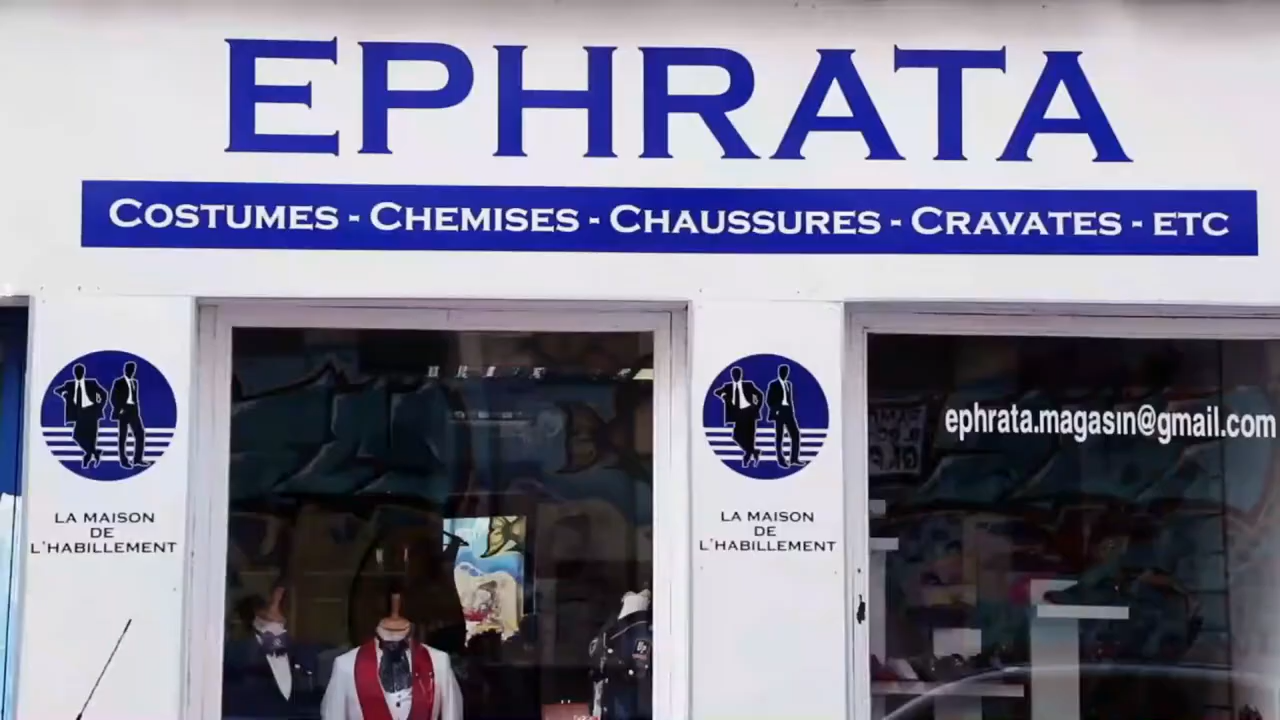 EPHRATA
COSTUMES - CHEMISES - CHAUSSURES - CRAVATES - ETC
LA MAISON
DE
L'HABILLEMENT
LA MAISON
DE
L'HABILLEMENT
ephrata.magasin@gmail.com